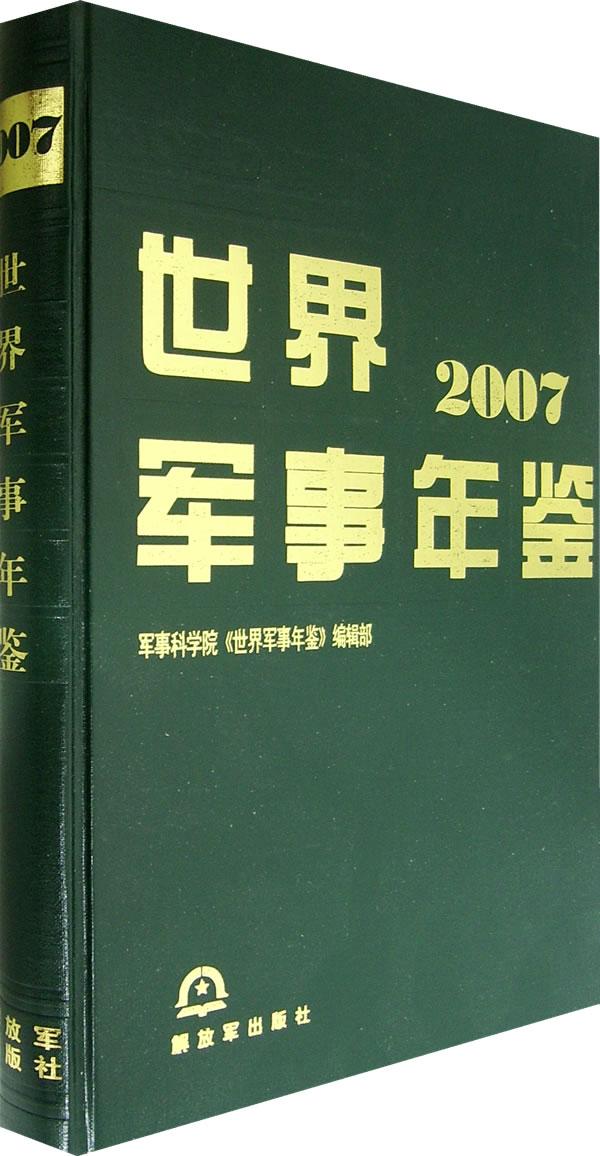 007
世界军事年鉴
放军
版社
世界
2007
军事年鉴
军事科学院《世界军事年鉴》编辑部
解放军出版社